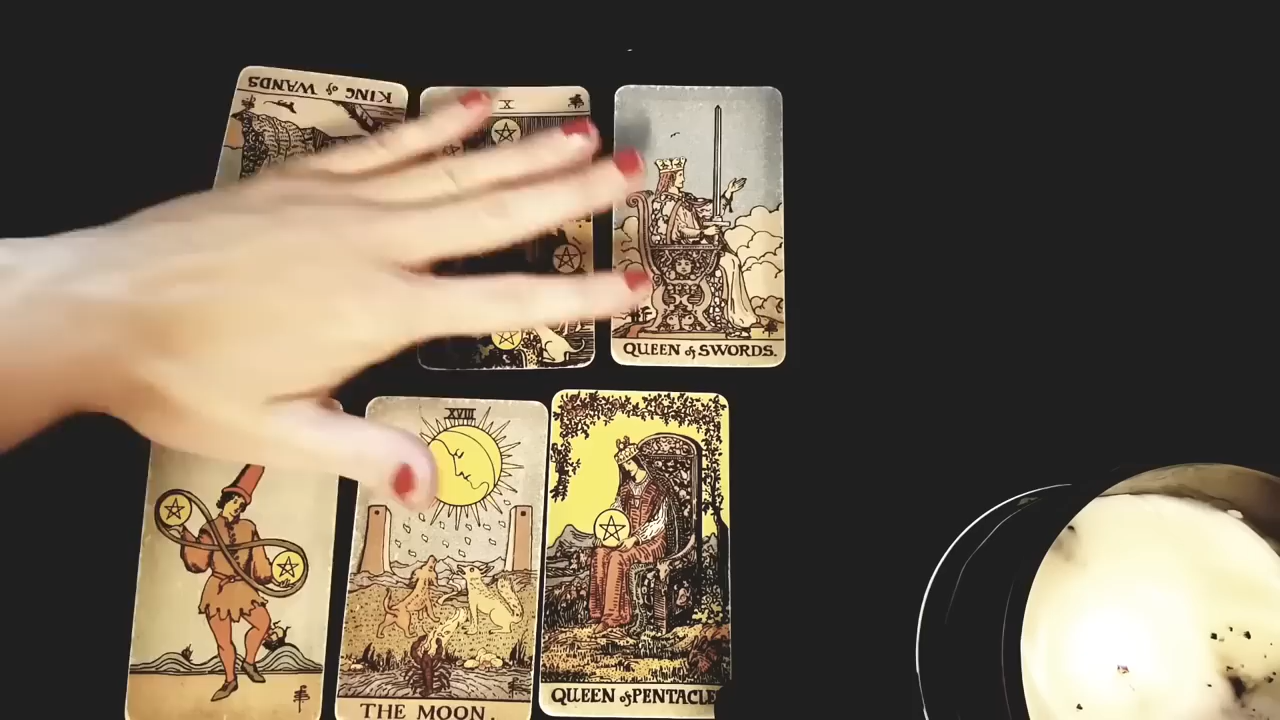 KING of WANDS
X
QUEEN of SWORDS.
XVIII
THE MOON.
QUEEN of PENTACLE